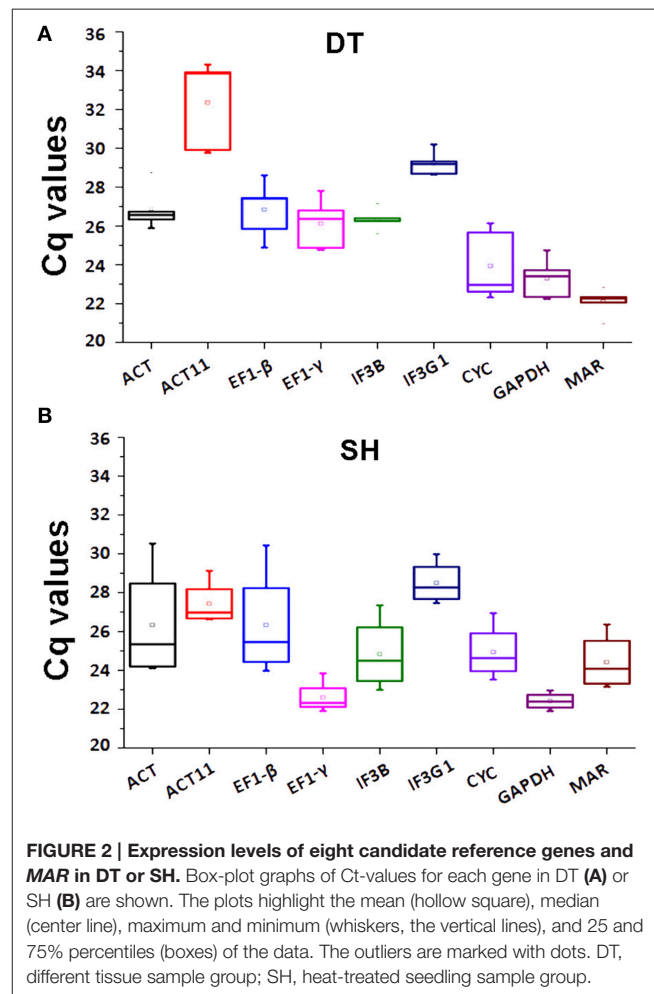 A
DT
Cq values
36
34
32
30
28
26
24
22
20
ACT
ACT11
EF1-β
EF1-γ
IF3B
IF3G1
CYC
GAPDH
MAR
B
SH
Cq values
36
34
32
30
28
26
24
22
20
ACT
ACT11
EF1-β
EF1-γ
IF3B
IF3G1
CYC
GAPDH
MAR
FIGURE 2 | Expression levels of eight candidate reference genes and
MAR in DT or SH. Box-plot graphs of Ct-values for each gene in DT (A) or
SH (B) are shown. The plots highlight the mean (hollow square), median
(center line), maximum and minimum (whiskers, the vertical lines), and 25 and
75% percentiles (boxes) of the data. The outliers are marked with dots. DT,
different tissue sample group; SH, heat-treated seedling sample group.